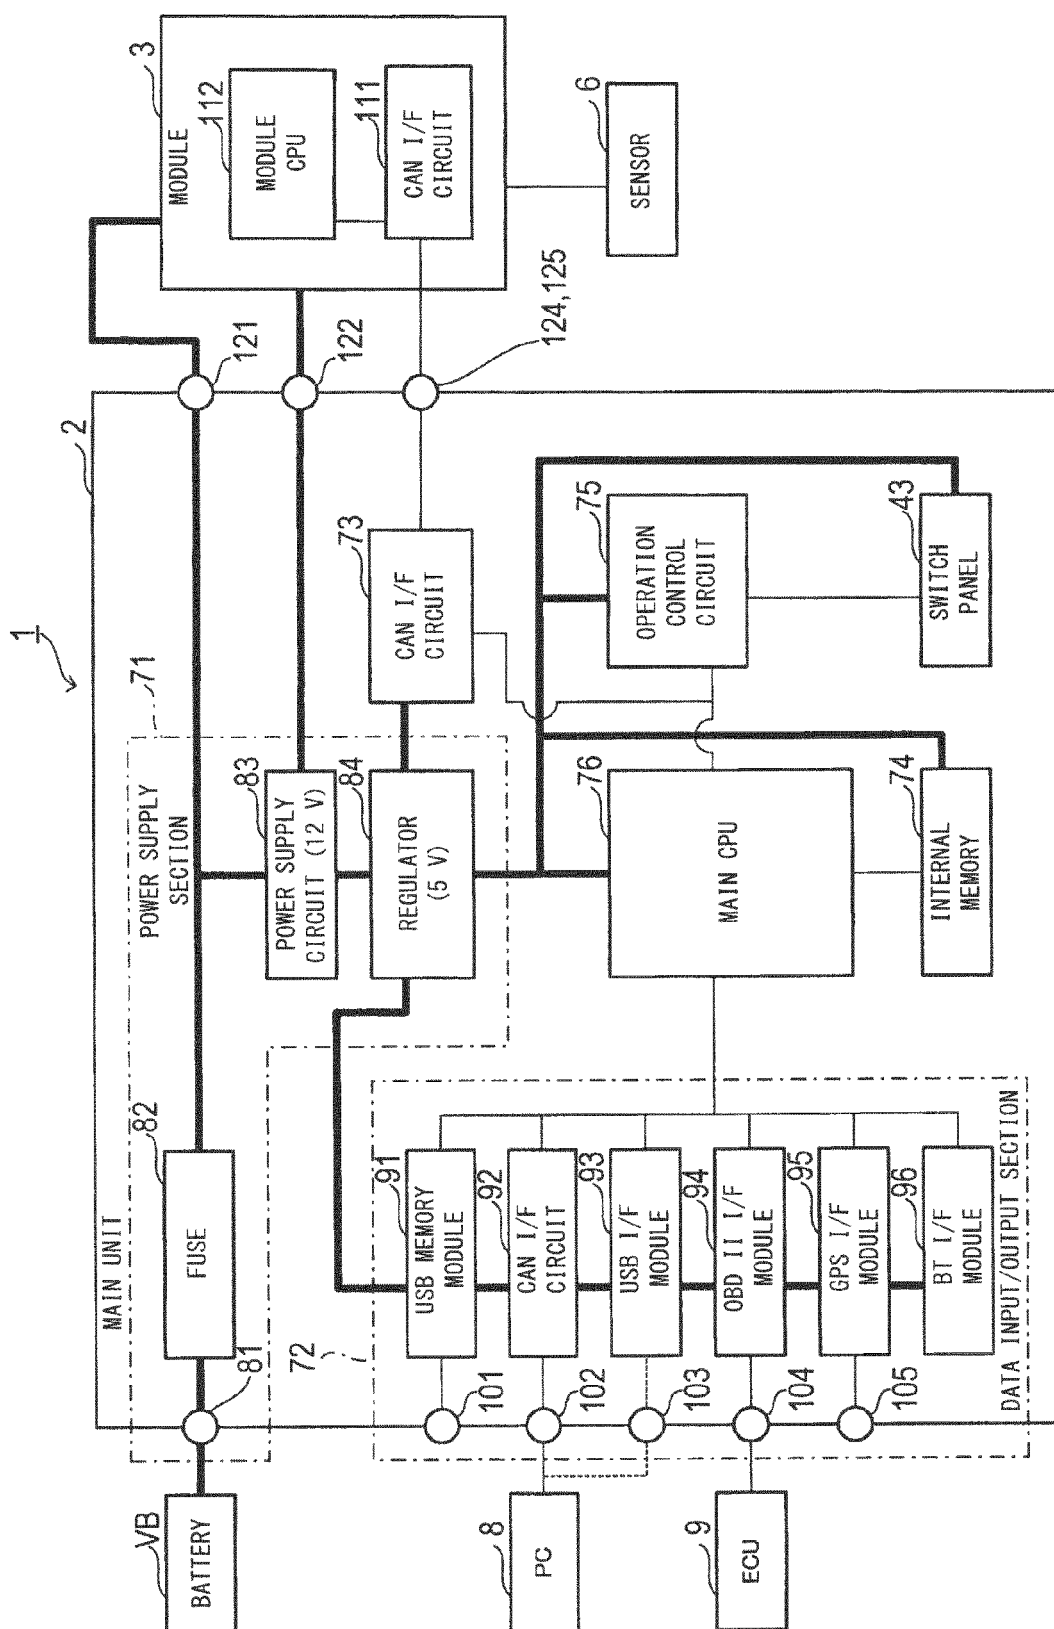 1
MAIN UNIT
2
POWER SUPPLY
SECTION
71
VB
BATTERY
81
82
FUSE
83
POWER SUPPLY
CIRCUIT (12 V)
84
REGULATOR
(5 V)
73
CAN I/F
CIRCUIT
121
122
124,125
3
MODULE
112
MODULE
CPU
111
CAN I/F
CIRCUIT
6
SENSOR
72
91
USB MEMORY
MODULE
92
CAN I/F
CIRCUIT
93
USB I/F
MODULE
94
OBD II I/F
MODULE
95
GPS I/F
MODULE
96
BT I/F
MODULE
DATA INPUT/OUTPUT SECTION
101
102
103
104
105
8
PC
9
ECU
76
MAIN CPU
75
OPERATION
CONTROL
CIRCUIT
74
INTERNAL
MEMORY
43
SWITCH
PANEL